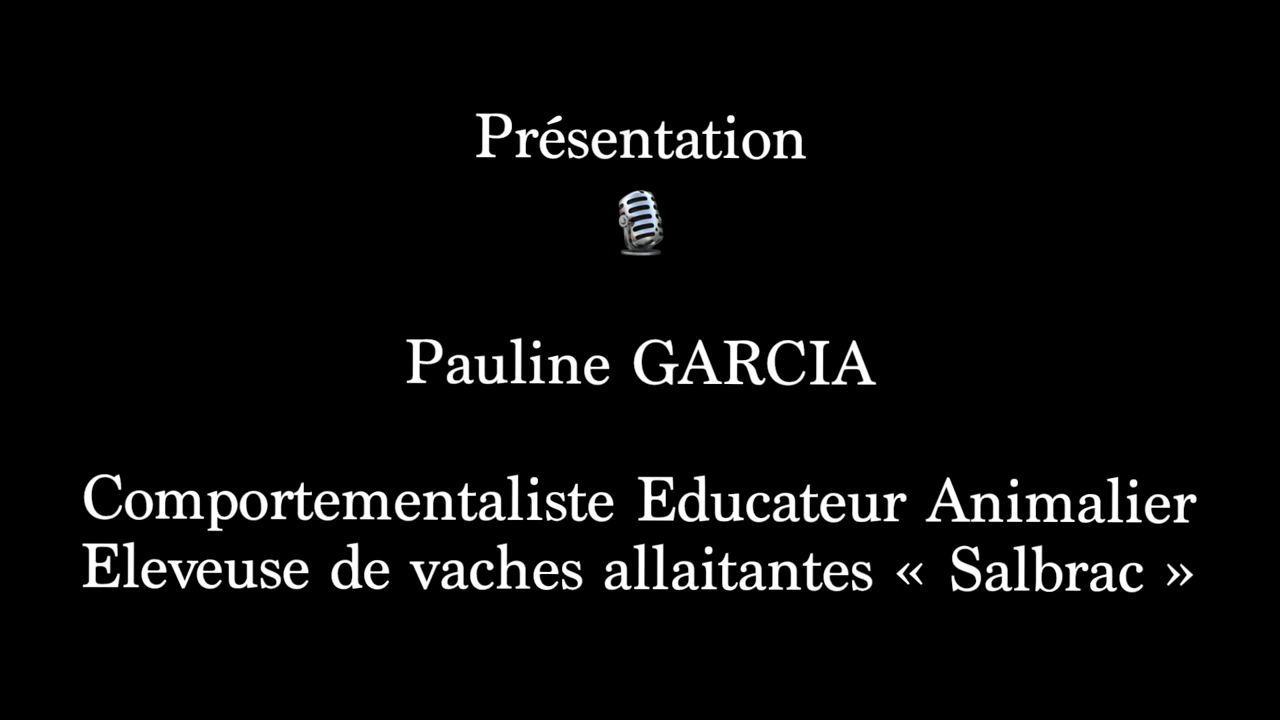 Présentation
Pauline GARCIA
Comportementaliste Educateur Animalier
Eleveuse de vaches allaitantes « Salbrac »